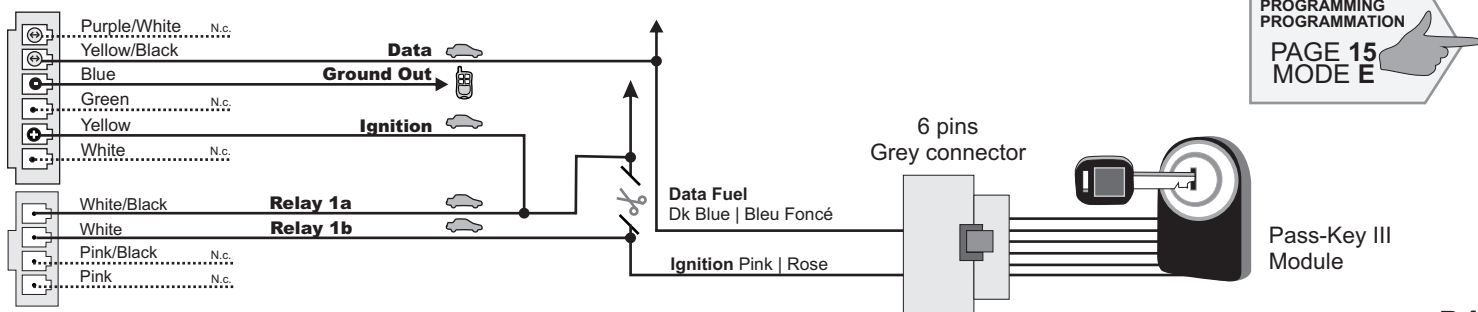 PROGRAMMING
PROGRAMMATION
PAGE 15
MODE E
Purple/White N.c.
Yellow/Black Data
Blue Ground Out
Green N.c.
Yellow Ignition
White N.c.
White/Black Relay 1a
White Relay 1b
Pink/Black N.c.
Pink N.c.
6 pins
Grey connector
Data Fuel
Dk Blue | Bleu Foncé
Ignition Pink | Rose
Pass-Key III
Module